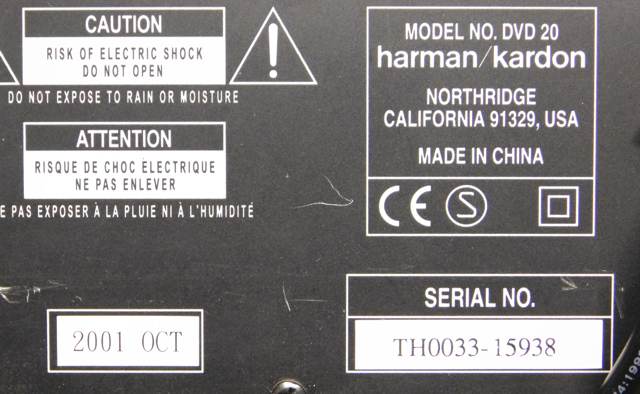 CAUTION
RISK OF ELECTRIC SHOCK
DO NOT OPEN
DO NOT EXPOSE TO RAIN OR MOISTURE
ATTENTION
RISQUE DE CHOC ELECTRIQUE
NE PAS ENLEVER
E PAS EXPOSER À LA PLUIE NI À L'HUMIDITÉ
2001 OCT
MODEL NO. DVD 20
harman/kardon
NORTHRIDGE
CALIFORNIA 91329, USA
MADE IN CHINA
CE S
SERIAL NO.
TH0033-15938